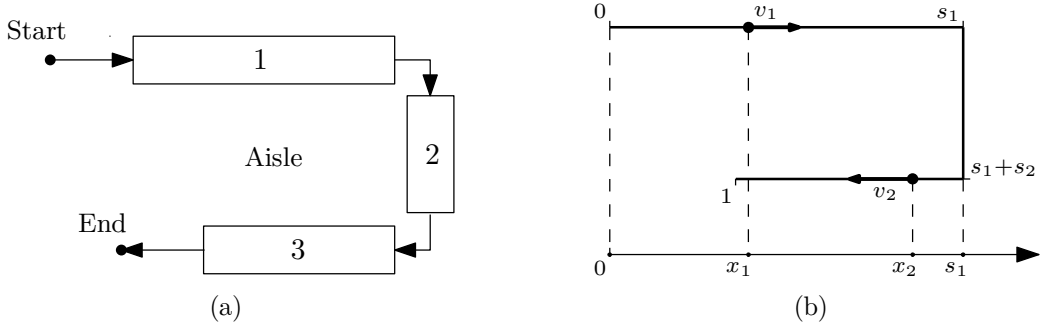 Start
1
2
Aisle
End
3
(a)
0
v₁
s₁
s₁+s₂
v₂
1
0
x₁
x₂
s₁
(b)